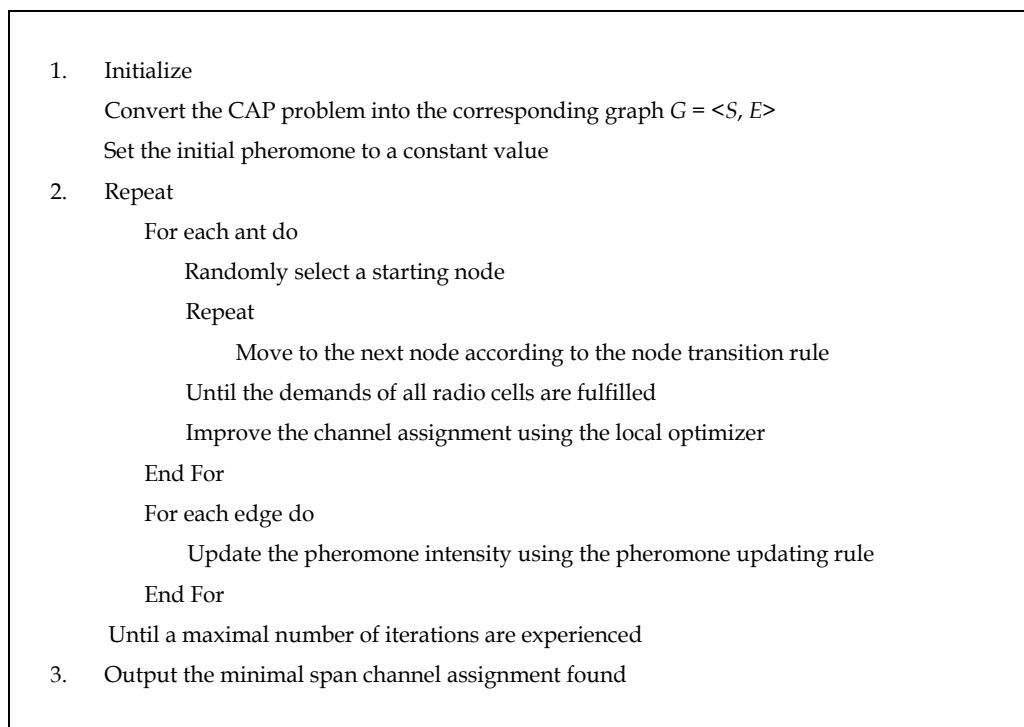 1. Initialize
Convert the CAP problem into the corresponding graph G = <S, E>
Set the initial pheromone to a constant value
2. Repeat
For each ant do
Randomly select a starting node
Repeat
Move to the next node according to the node transition rule
Until the demands of all radio cells are fulfilled
Improve the channel assignment using the local optimizer
End For
For each edge do
Update the pheromone intensity using the pheromone updating rule
End For
Until a maximal number of iterations are experienced
3. Output the minimal span channel assignment found